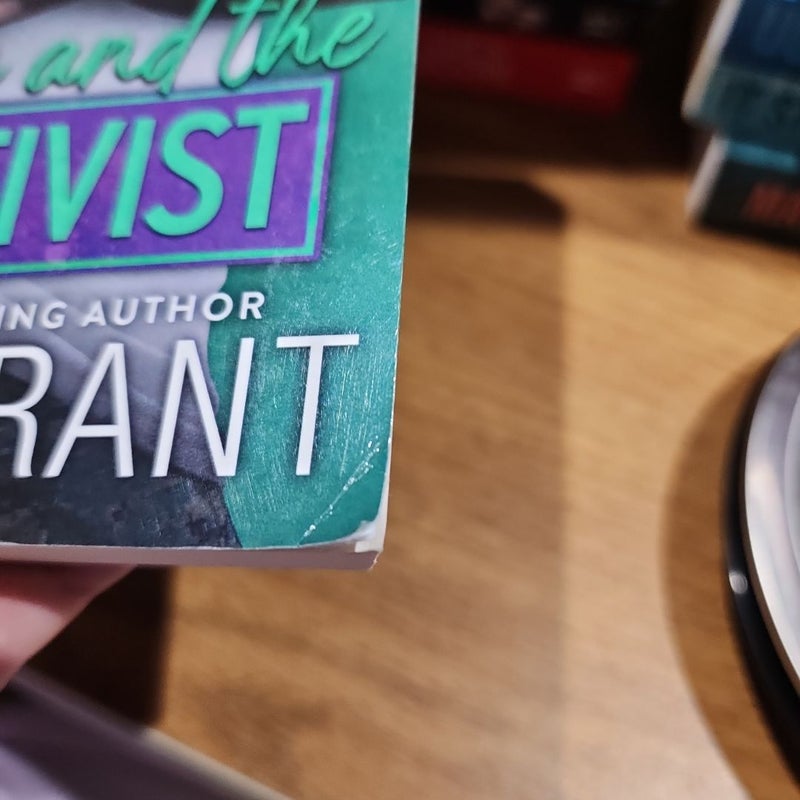 and the
TIVIST
ING AUTHOR
RANT